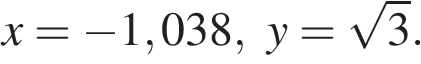 x = −1,038, y = √3.